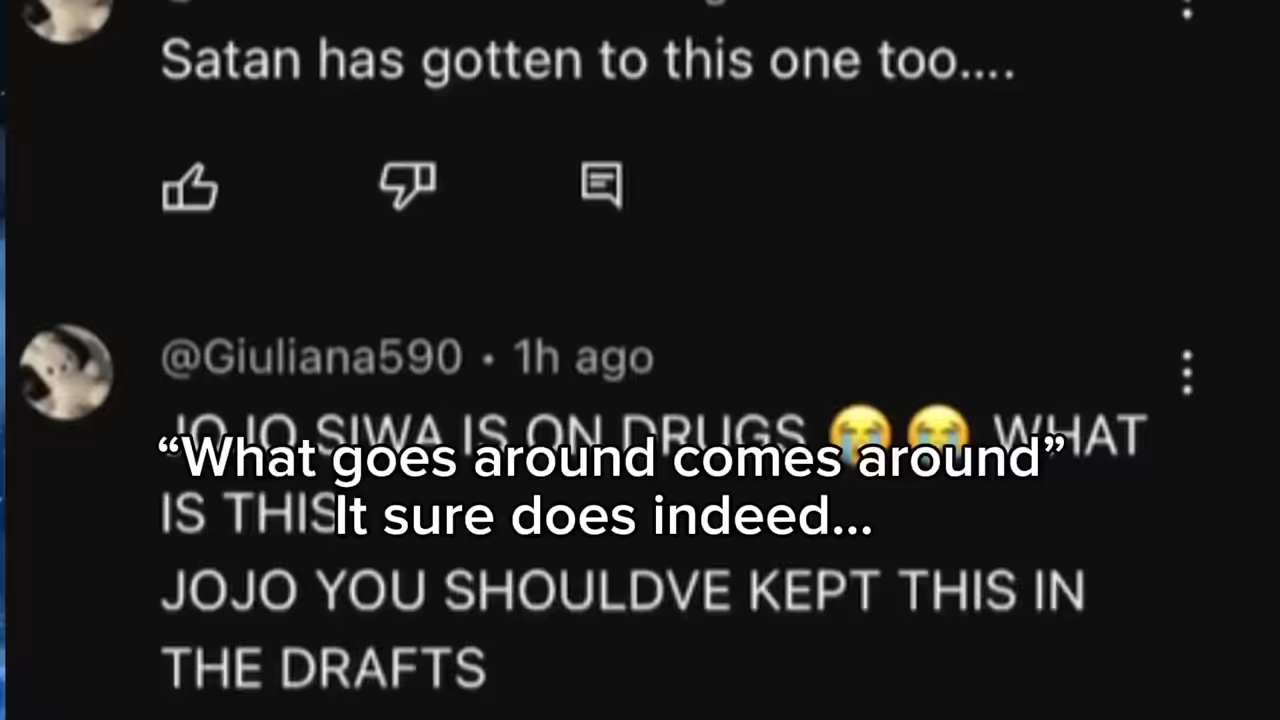 Satan has gotten to this one too....
@Giuliana590 • 1h ago
JOJO SIWA IS ON DRUGS 😭😭 WHAT
“What goes around comes around”
IS THIS
It sure does indeed...
JOJO YOU SHOULDVE KEPT THIS IN
THE DRAFTS